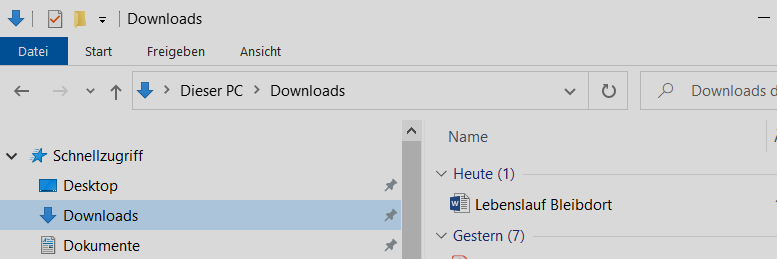 Downloads
Datei Start Freigeben Ansicht
Dieser PC Downloads Downloads d
Name
Schnellzugriff
Heute (1)
Desktop
Lebenslauf Bleibdort
Downloads
Gestern (7)
Dokumente